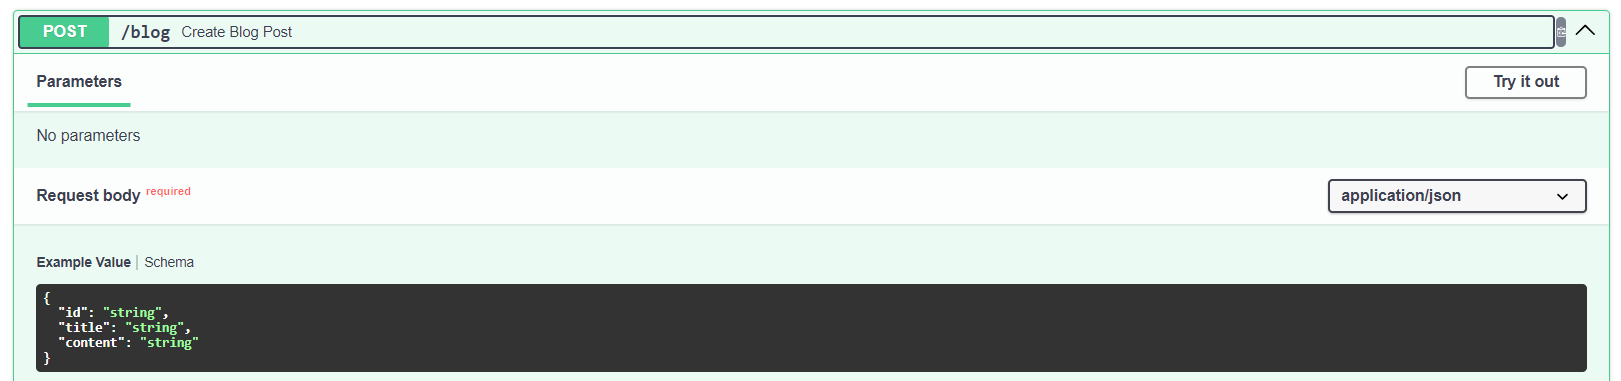 POST /blog Create Blog Post
Parameters
Try it out
No parameters
Request body required
application/json
Example Value | Schema
{
  "id": "string",
  "title": "string",
  "content": "string"
}